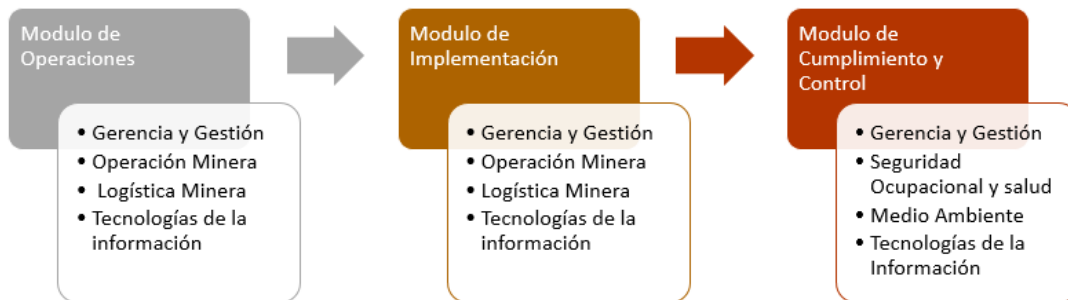 Modulo de
Operaciones
• Gerencia y Gestión
• Operación Minera
• Logística Minera
• Tecnologías de la
información
Modulo de
Implementación
• Gerencia y Gestión
• Operación Minera
• Logística Minera
• Tecnologías de la
información
Modulo de
Cumplimiento y
Control
• Gerencia y Gestión
• Seguridad
Ocupacional y salud
• Medio Ambiente
• Tecnologías de la
Información